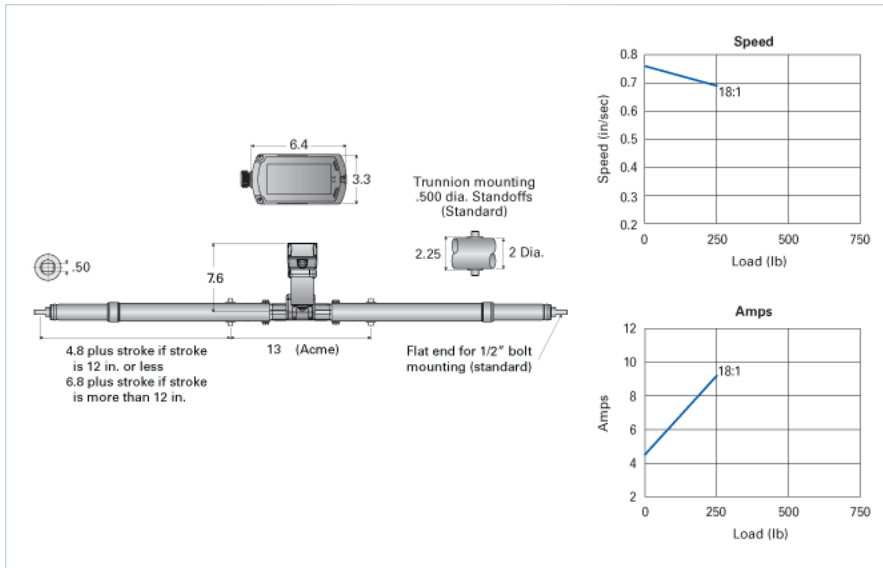 6.4
3.3
Trunnion mounting
.500 dia. Standoffs
(Standard)
2.25
2 Dia.
.50
7.6
4.8 plus stroke if stroke
is 12 in. or less
6.8 plus stroke if stroke
is more than 12 in.
13 (Acme)
Flat end for 1/2" bolt
mounting (standard)
Speed
Speed (in/sec)
0.8
0.7
0.6
0.5
0.4
0.3
0.2
18:1
0 250 500 750
Load (lb)
Amps
Amps
12
10
8
6
4
2
18:1
0 250 500 750
Load (lb)